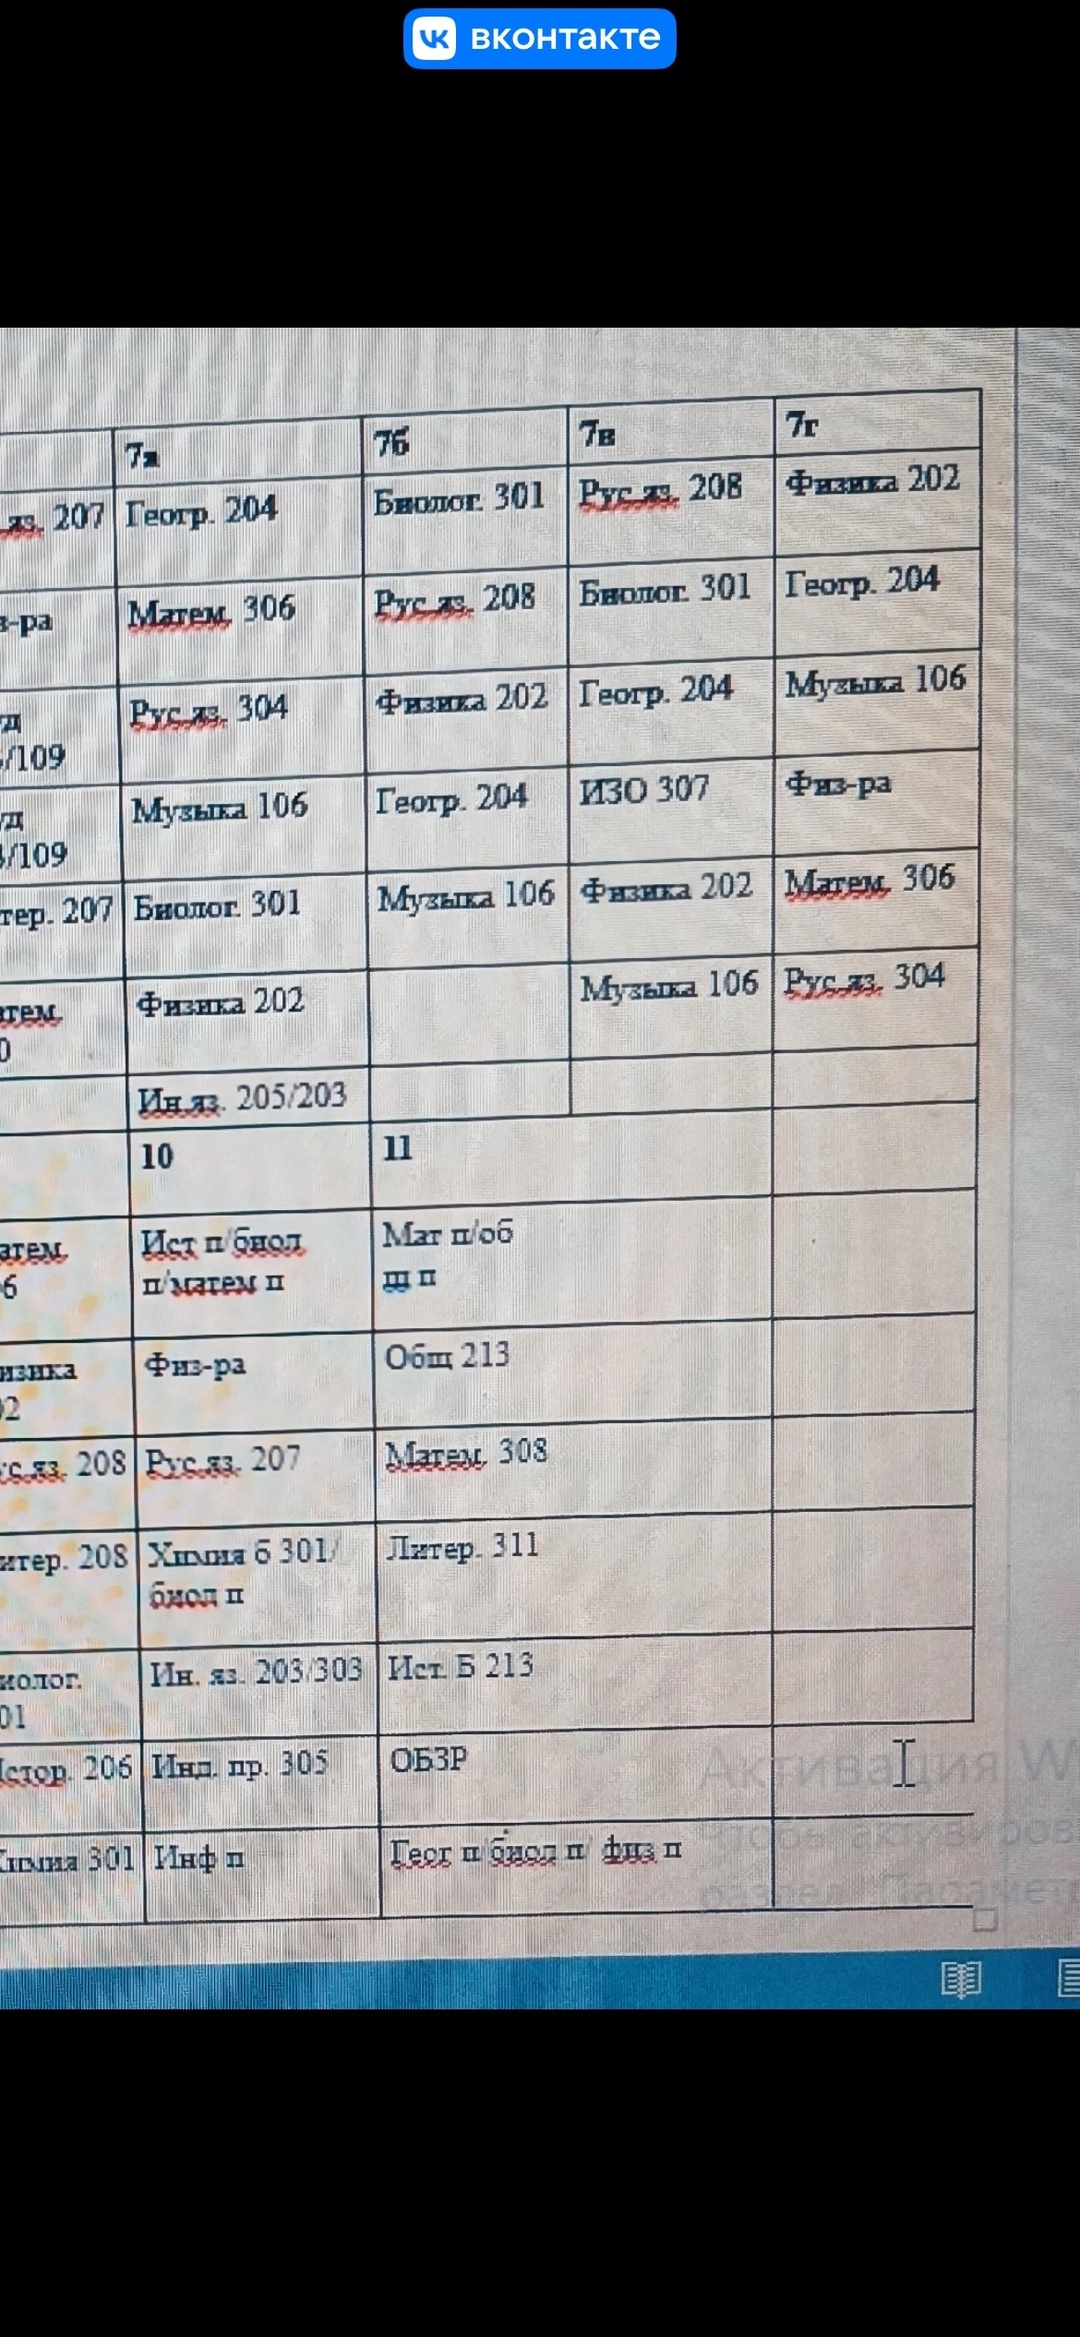 вконтакте
7а 7б 7в 7г
яз. 207 Геогр. 204 Биолог. 301 Рус.яз. 208 Физика 202
з-ра Матем. 306 Рус.яз. 208 Биолог. 301 Геогр. 204
уд Рус.яз. 304 Физика 202 Геогр. 204 Музыка 106
/109
уд Музыка 106 Геогр. 204 ИЗО 307 Физ-ра
/109
тер. 207 Биолог. 301 Музыка 106 Физика 202 Матем. 306
атем. Физика 202 Музыка 106 Рус.яз. 304
0
Ин.яз. 205/203
10 11
атем. Ист п/биол Мат п/об
6 п/матем п щ п
изика Физ-ра Общ 213
02
ус.яз. 208 Рус.яз. 207 Матем. 308
итер. 208 Химия б 301/ Литер. 311
биол п
иолог. Ин. яз. 203/303 Ист. Б 213
01
Истор. 206 Инд. пр. 305 ОБЗР
Активация W
Химия 301 Инф п Геог п/биол п/ физ п
раздел "Парамет